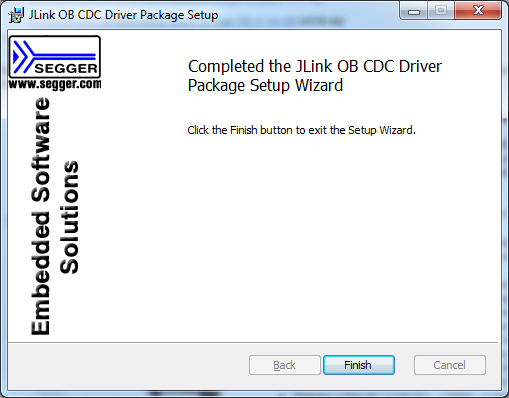 JLink OB CDC Driver Package Setup
SEGGER
www.segger.com
Embedded Software
Solutions
Completed the JLink OB CDC Driver
Package Setup Wizard
Click the Finish button to exit the Setup Wizard.
Back
Finish
Cancel